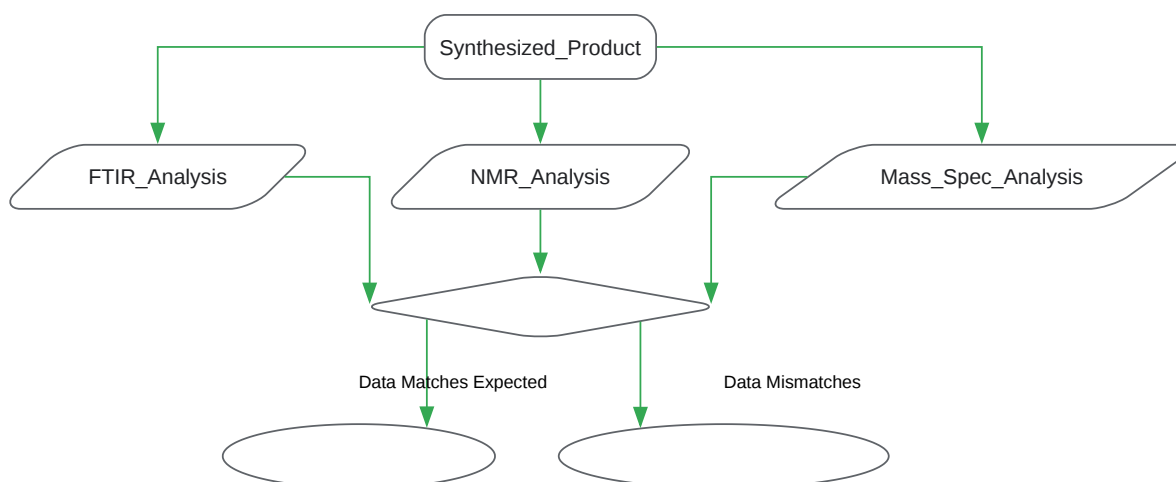 Synthesized_Product
FTIR_Analysis
NMR_Analysis
Mass_Spec_Analysis
Data Matches Expected
Data Mismatches